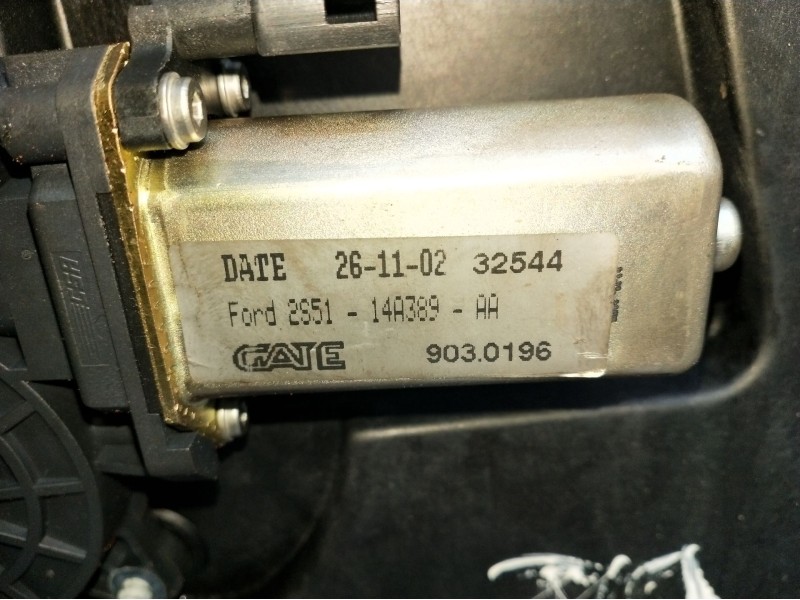 DATE 26-11-02 32544
Ford 2S51 - 14A389 - AA
GATE 903.0196